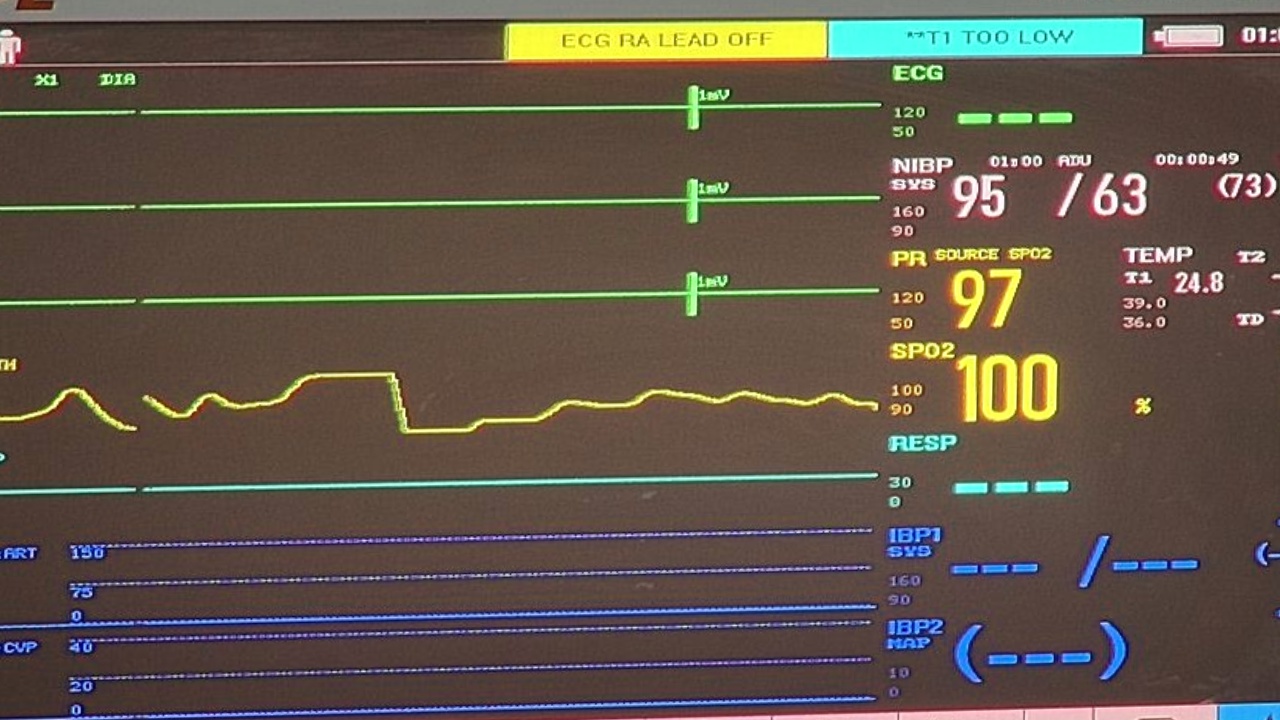 ECG RA LEAD OFF **T1 TOO LOW
X1 DIA ECG
1mV 120
50
NIBP 01:00 ADU 00:00:49
SYS 95 /63 (73)
1mV 160
90
PR SOURCE SPO2 TEMP T2
97 T1 24.8
1mV 120 39.0
50 36.0 TD
SPO2
100 100 %
90
RESP
30
0
ART 150 IBP1
SYS --- /---
75 160
0 90
CVP 40 IBP2
MAP (---)
20 10
0 0